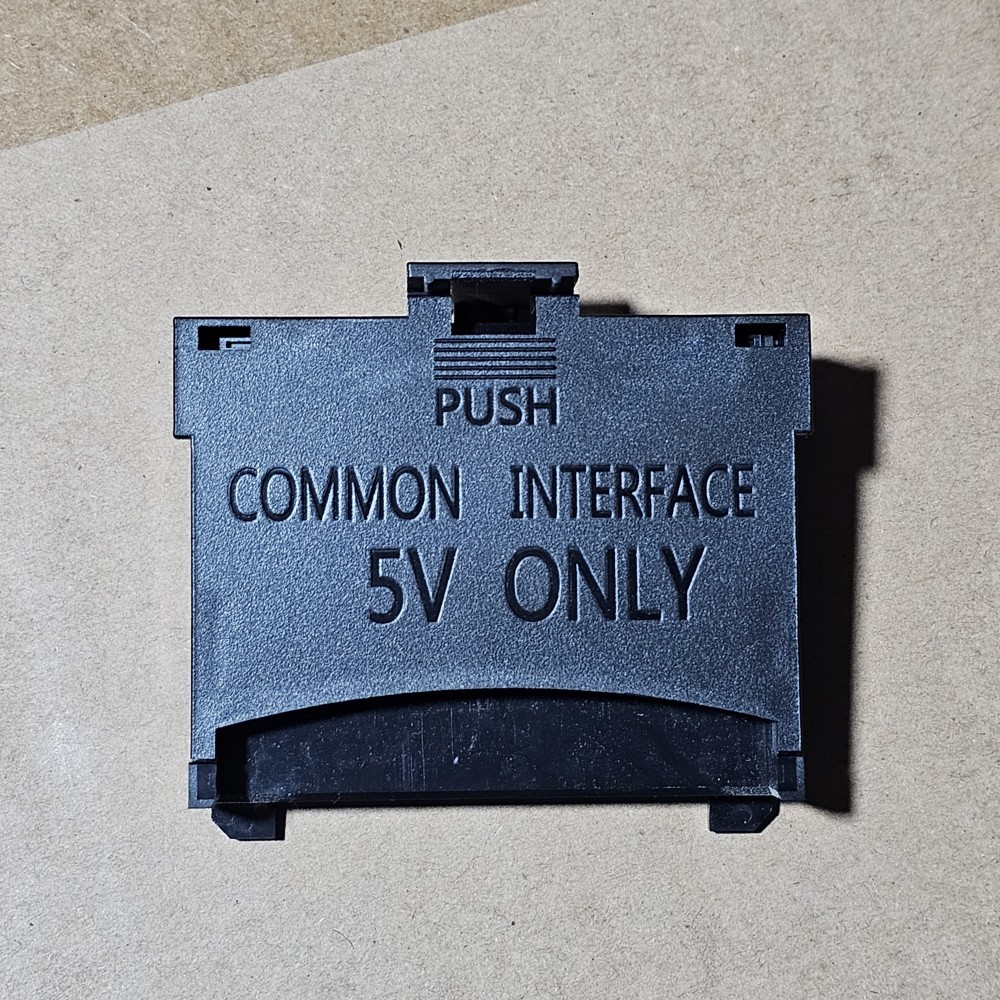 PUSH
COMMON INTERFACE
5V ONLY